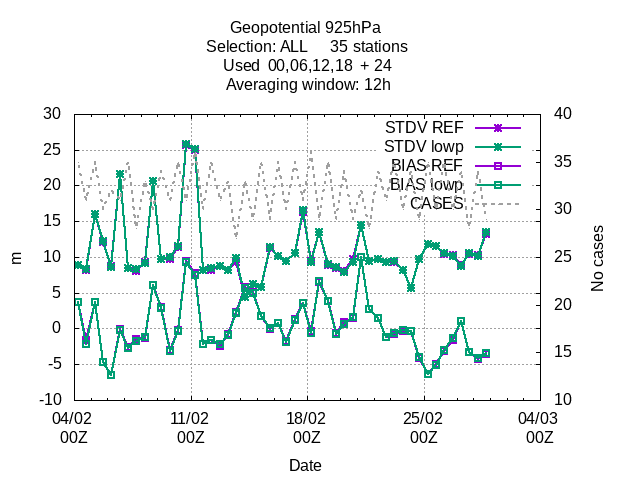 Geopotential 925hPa
Selection: ALL 35 stations
Used 00,06,12,18 + 24
Averaging window: 12h
30
25
20
15
10
5
0
-5
-10
40
35
30
25
20
15
10
STDV REF
STDV lowp
BIAS REF
BIAS lowp
CASES
m
No cases
04/02 11/02 18/02 25/02 04/03
00Z 00Z 00Z 00Z 00Z
Date